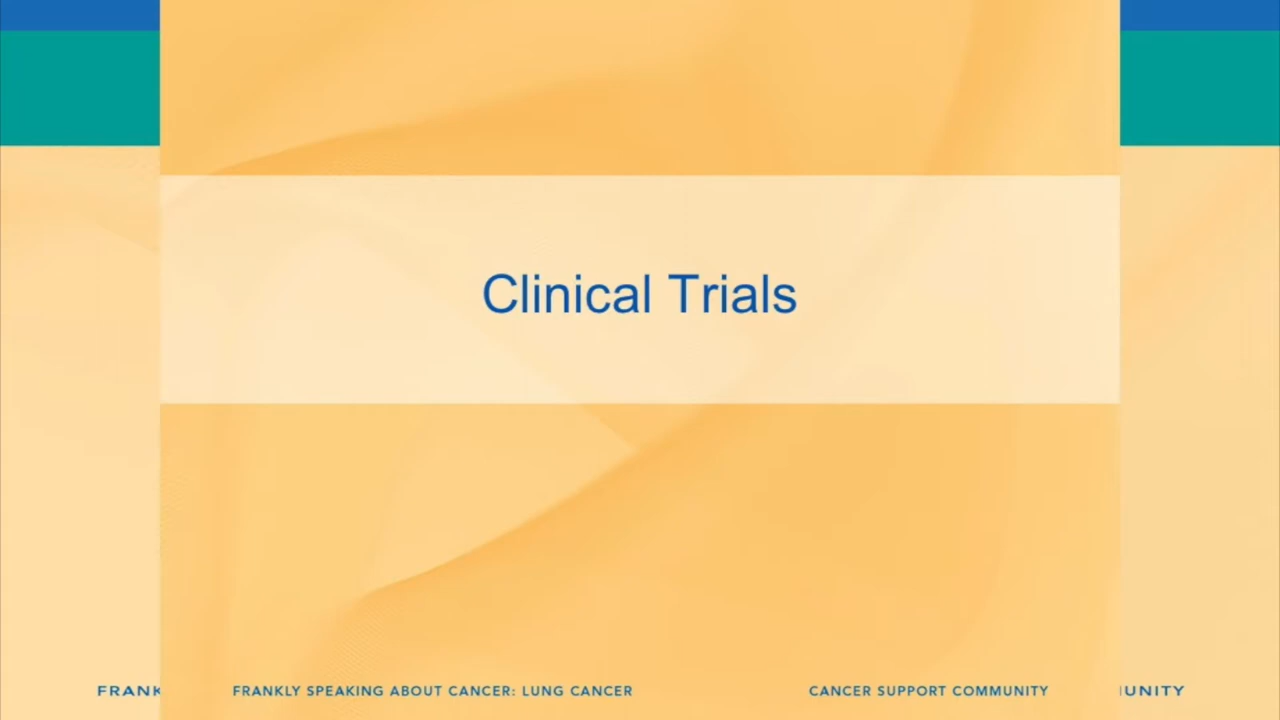 Clinical Trials
FRANK
FRANKLY SPEAKING ABOUT CANCER: LUNG CANCER
CANCER SUPPORT COMMUNITY
UNITY